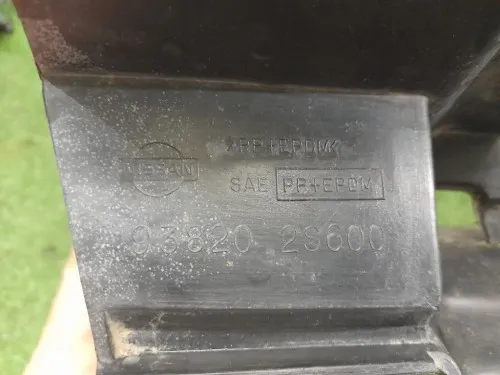 >PP+EPDM<
NISSAN
SAE PP+EPDM
93820 2S600